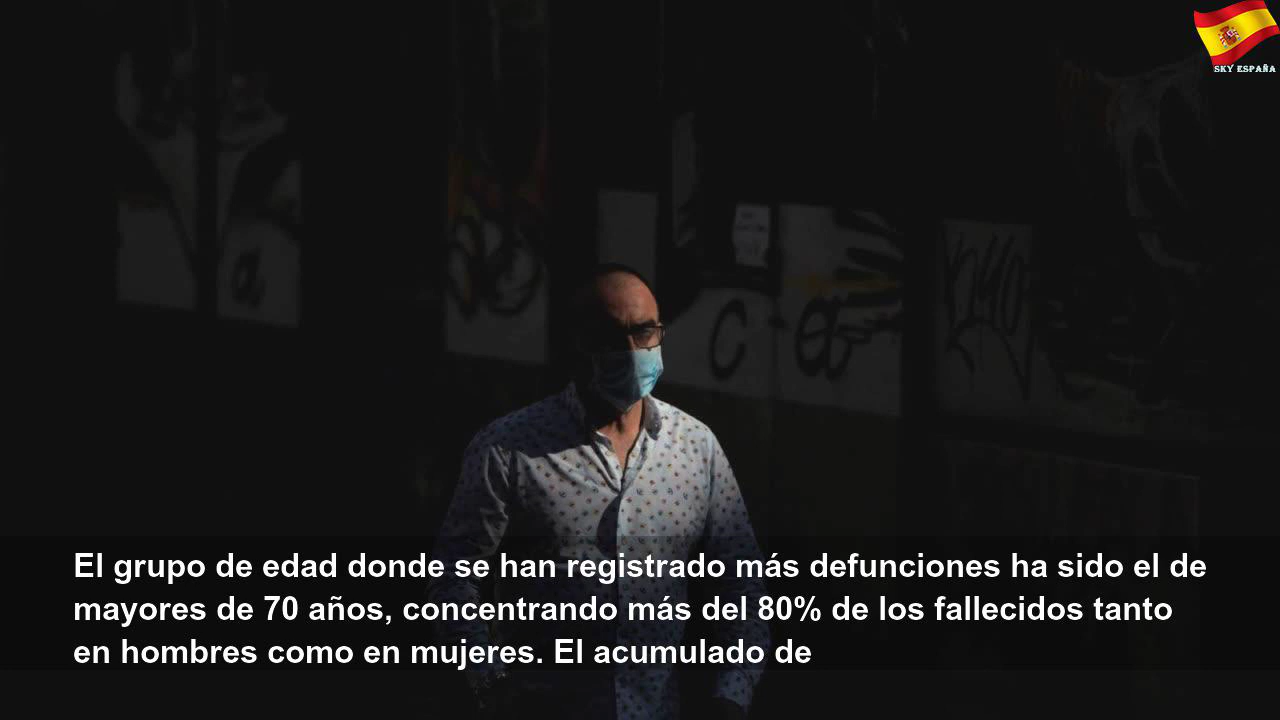 SKY ESPAÑA
El grupo de edad donde se han registrado más defunciones ha sido el de
mayores de 70 años, concentrando más del 80% de los fallecidos tanto
en hombres como en mujeres. El acumulado de